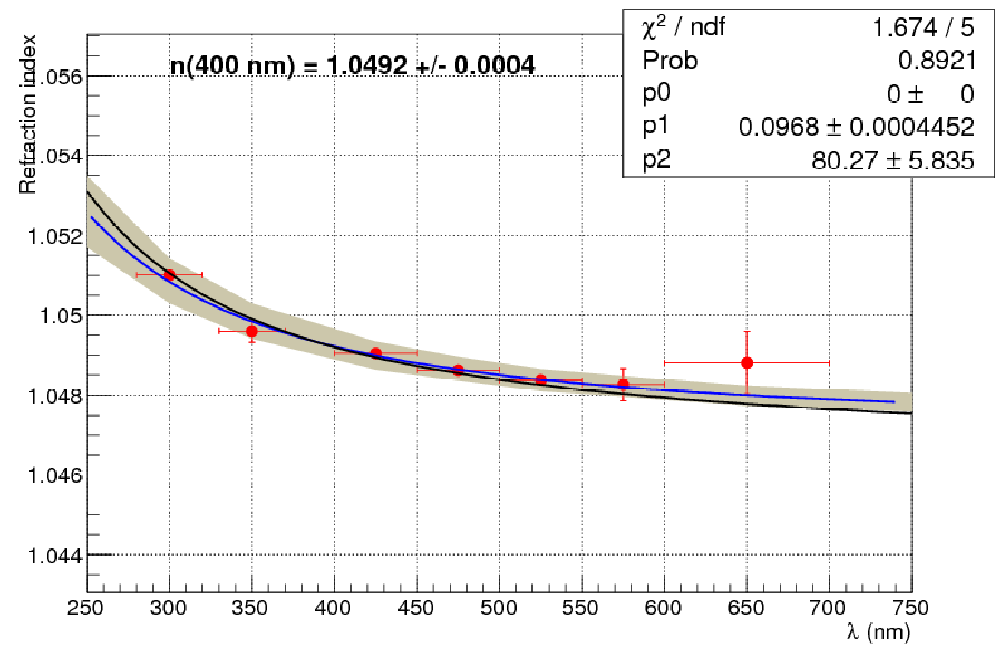 χ² / ndf 1.674 / 5
Prob 0.8921
p0 0 ± 0
p1 0.0968 ± 0.0004452
p2 80.27 ± 5.835
n(400 nm) = 1.0492 +/- 0.0004
Refraction index
1.056
1.054
1.052
1.05
1.048
1.046
1.044
250 300 350 400 450 500 550 600 650 700 750
λ (nm)